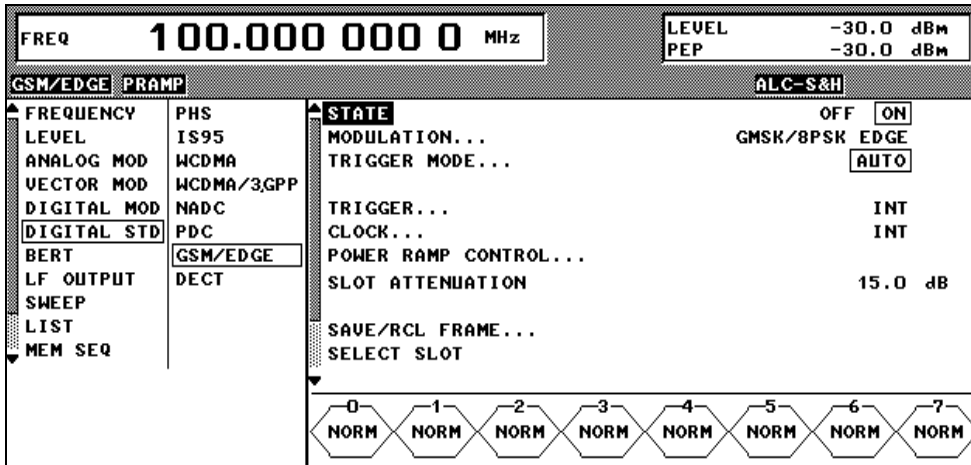 FREQ 100.000 000 0 MHz
LEVEL -30.0 dBm
PEP -30.0 dBm
GSM/EDGE PRAMP ALC-S&H
FREQUENCY PHS STATE OFF ON
LEVEL IS95 MODULATION... GMSK/8PSK EDGE
ANALOG MOD WCDMA TRIGGER MODE... AUTO
VECTOR MOD WCDMA/3GPP
DIGITAL MOD NADC TRIGGER... INT
DIGITAL STD PDC CLOCK... INT
BERT GSM/EDGE POWER RAMP CONTROL...
LF OUTPUT DECT SLOT ATTENUATION 15.0 dB
SWEEP
LIST SAVE/RCL FRAME...
MEM SEQ SELECT SLOT
0 1 2 3 4 5 6 7
NORM NORM NORM NORM NORM NORM NORM NORM